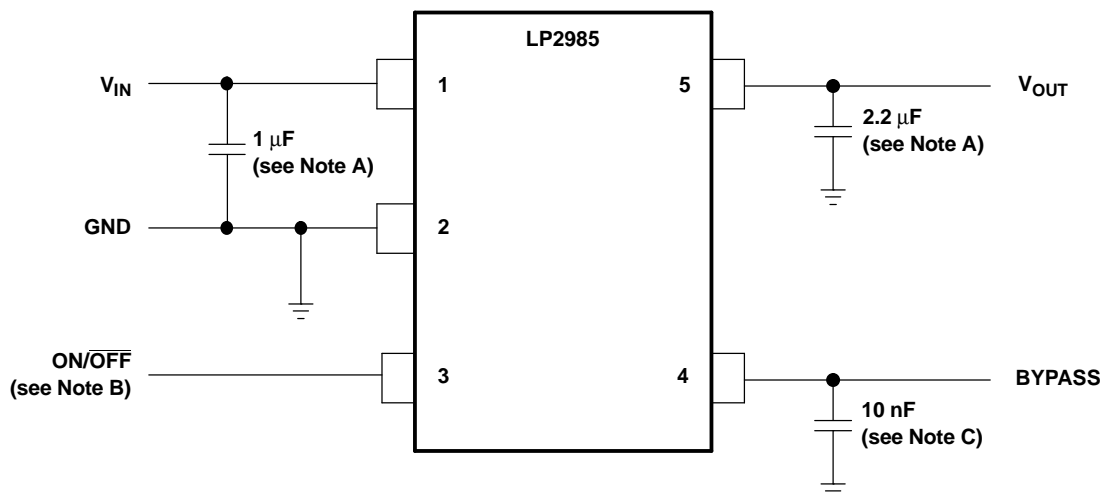 LP2985
V_IN
1
5
V_OUT
1 µF
(see Note A)
2.2 µF
(see Note A)
GND
2
ON/O̅F̅F̅
(see Note B)
3
4
BYPASS
10 nF
(see Note C)